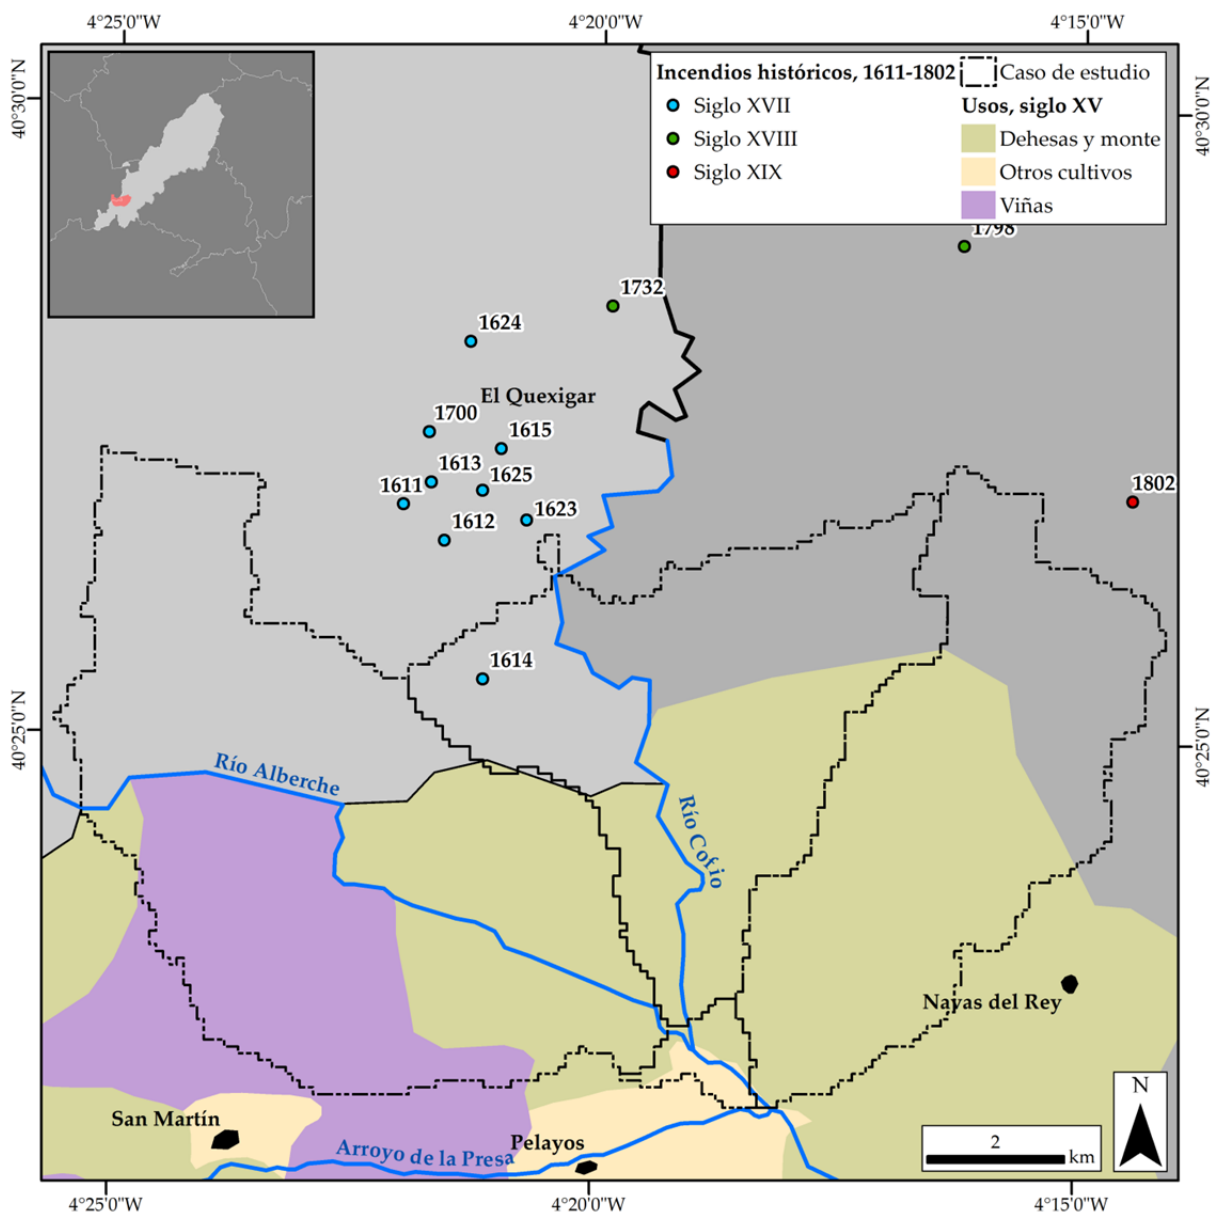 4°25'0"W
4°20'0"W
4°15'0"W
40°30'0"N
40°30'0"N
Incendios históricos, 1611-1802
Siglo XVII
Siglo XVIII
Siglo XIX
Caso de estudio
Usos, siglo XV
Dehesas y monte
Otros cultivos
Viñas
1798
1732
1624
El Quexigar
1700
1615
1613
1625
1611
1623
1612
1802
1614
40°25'0"N
40°25'0"N
Río Alberche
Río Cofio
Navas del Rey
San Martín
Pelayos
Arroyo de la Presa
N
2
km
4°25'0"W
4°20'0"W
4°15'0"W